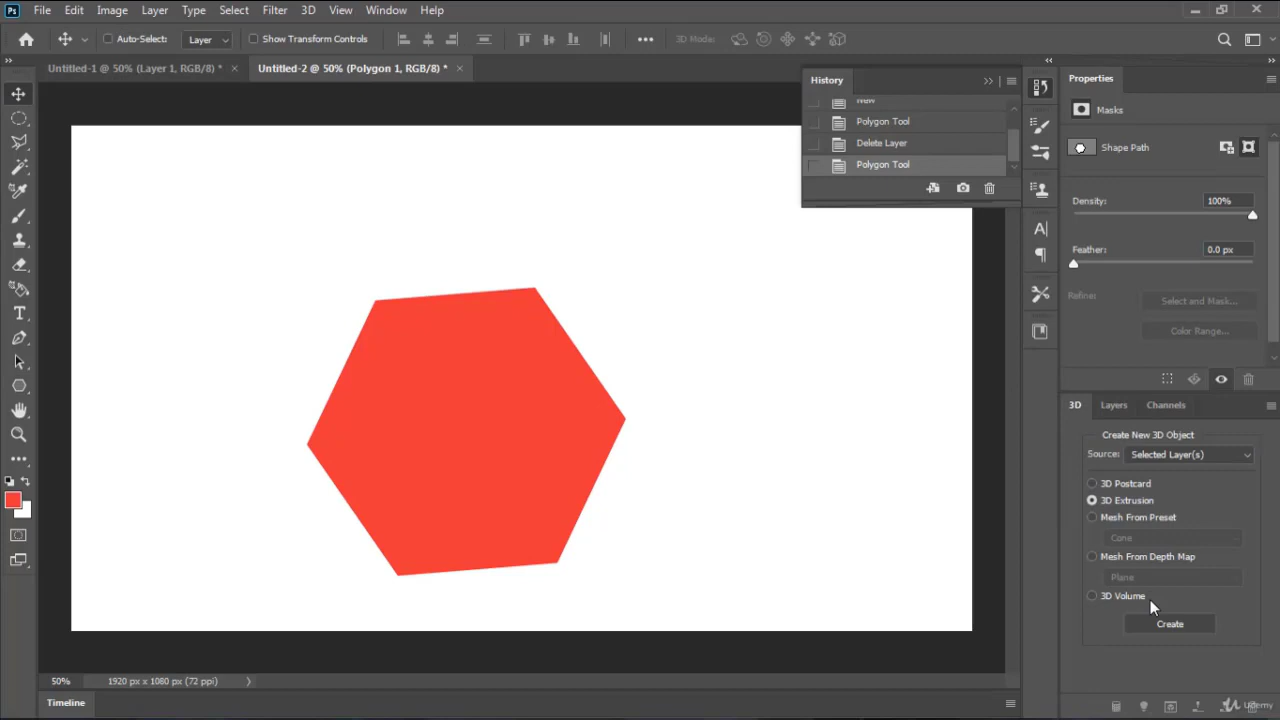 Ps File Edit Image Layer Type Select Filter 3D View Window Help
Auto-Select: Layer Show Transform Controls 3D Mode:
Untitled-1 @ 50% (Layer 1, RGB/8) * Untitled-2 @ 50% (Polygon 1, RGB/8) *
History
New
Polygon Tool
Delete Layer
Polygon Tool
Properties
Masks
Shape Path
Density: 100%
Feather: 0.0 px
Refine: Select and Mask...
Color Range...
3D Layers Channels
Create New 3D Object
Source: Selected Layer(s)
3D Postcard
3D Extrusion
Mesh From Preset
Cone
Mesh From Depth Map
Plane
3D Volume
Create
50% 1920 px x 1080 px (72 ppi)
Timeline
Udemy